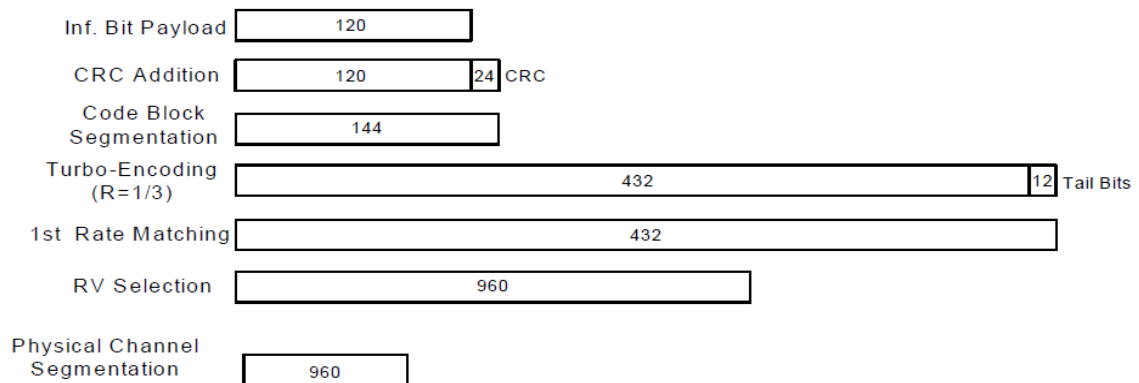 Inf. Bit Payload 120
CRC Addition 120 24 CRC
Code Block
Segmentation 144
Turbo-Encoding
(R=1/3) 432 12 Tail Bits
1st Rate Matching 432
RV Selection 960
Physical Channel
Segmentation 960